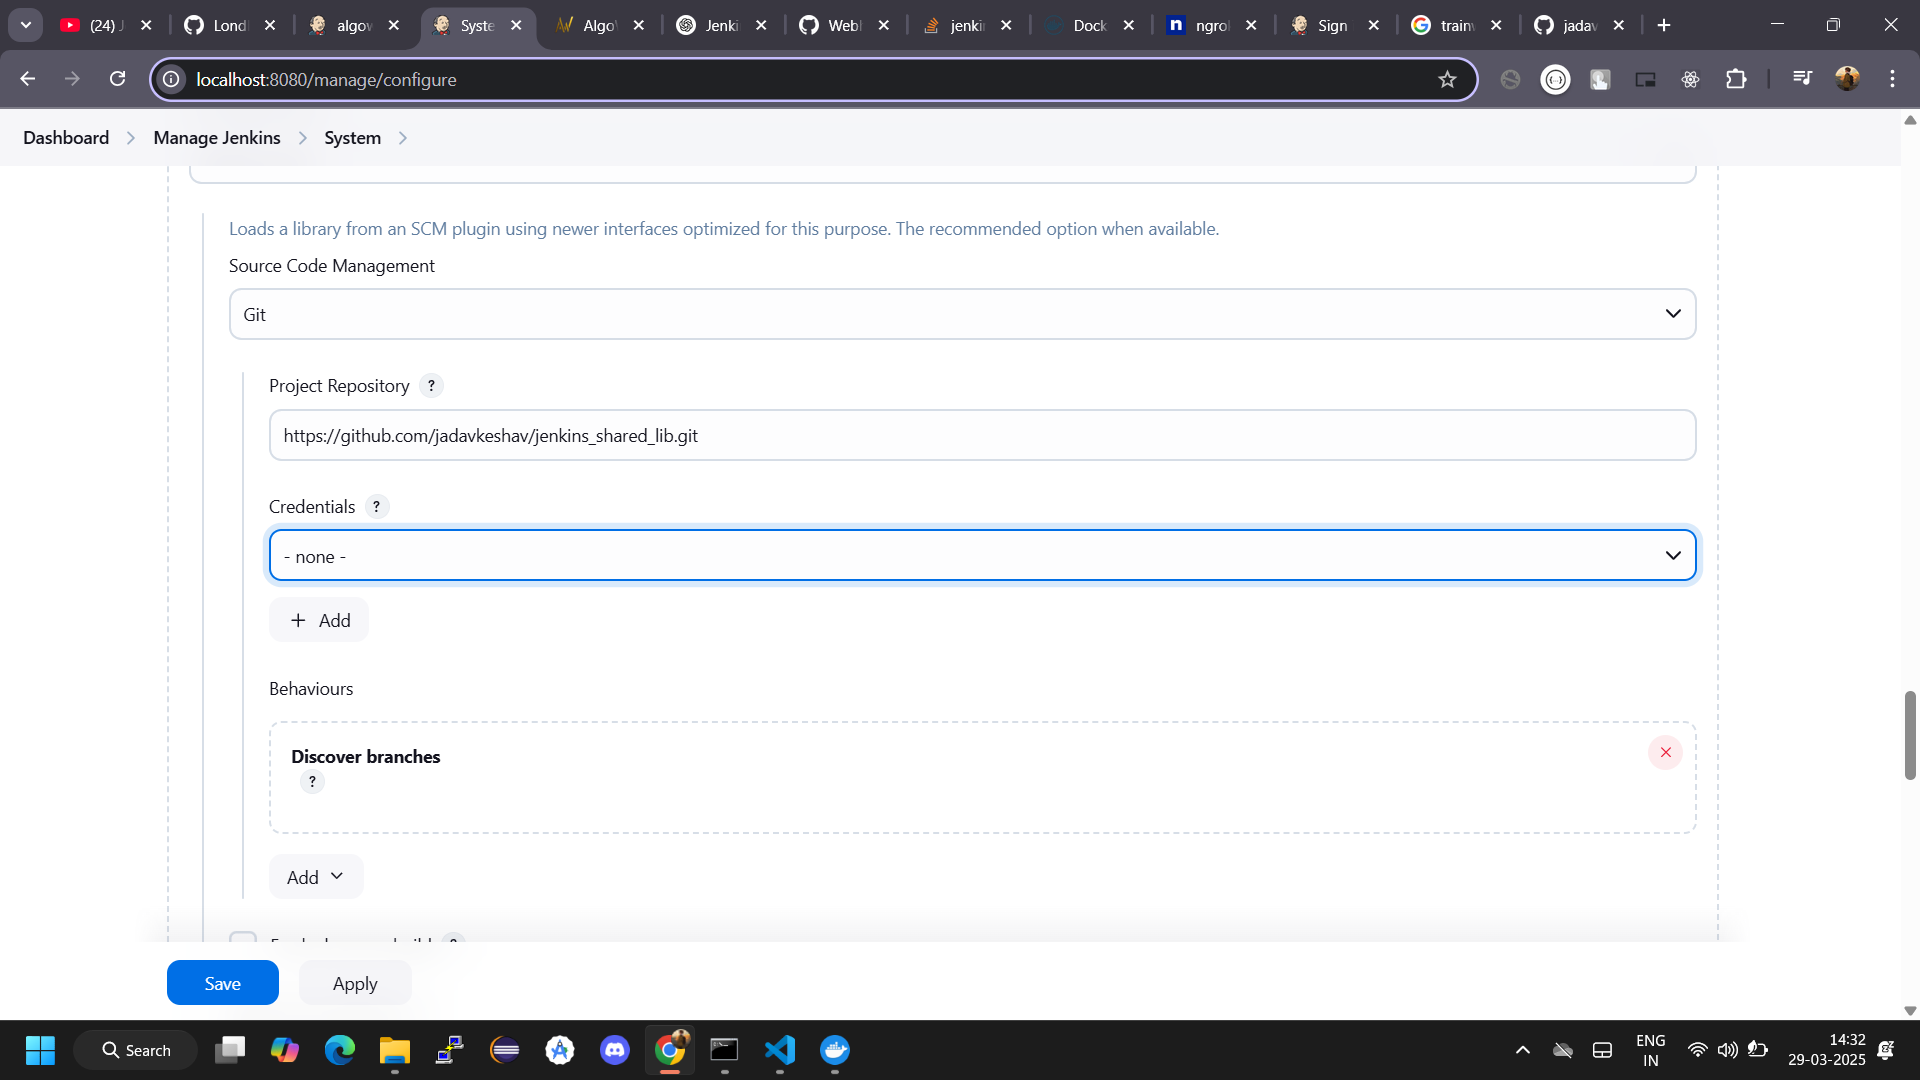 (24) J
Lond
algov
Syste
Algo
Jenki
Webl
jenkin
Dock
ngro
Sign
train
jadav
localhost:8080/manage/configure
Dashboard
Manage Jenkins
System
Loads a library from an SCM plugin using newer interfaces optimized for this purpose. The recommended option when available.
Source Code Management
Git
Project Repository ?
https://github.com/jadavkeshav/jenkins_shared_lib.git
Credentials ?
- none -
+ Add
Behaviours
Discover branches
?
Add
Save
Apply
Search
ENG
IN
14:32
29-03-2025